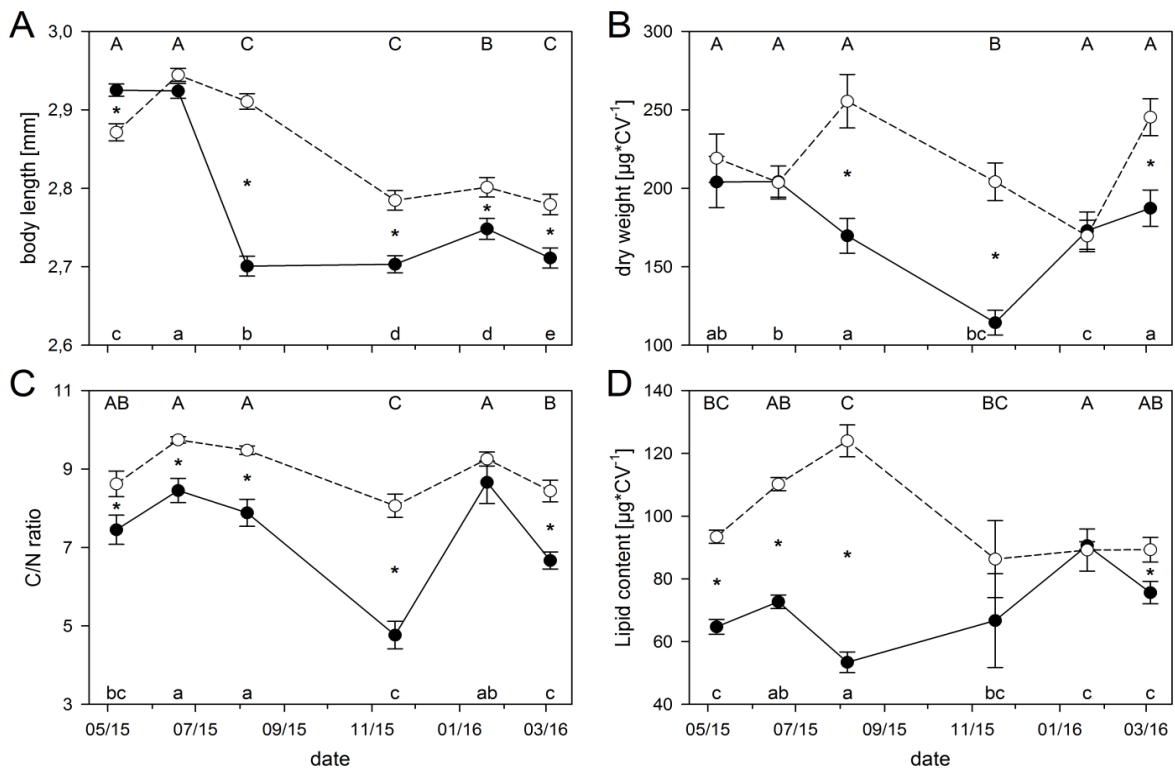 A
3,0
2,9
2,8
2,7
2,6
body length [mm]
A A C C B C
* * * * *
c a b d d e
B
300
250
200
150
100
dry weight [µg*CV-1]
A A A B A A
* * *
ab b a bc c a
C
11
9
7
5
3
C/N ratio
AB A A C A B
* * * * *
bc a a c ab c
05/15 07/15 09/15 11/15 01/16 03/16
date
D
140
120
100
80
60
40
Lipid content [µg*CV-1]
BC AB C BC A AB
* * * *
c ab a bc c c
05/15 07/15 09/15 11/15 01/16 03/16
date